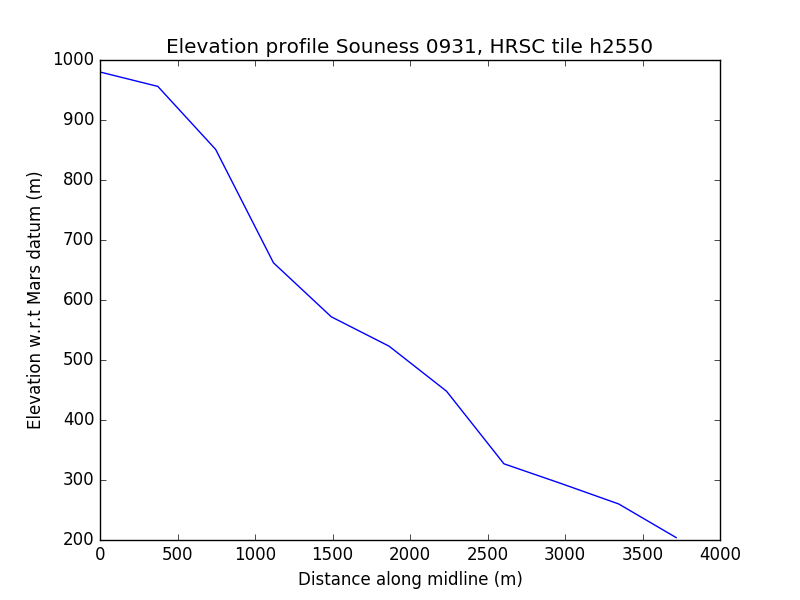 Elevation profile Souness 0931, HRSC tile h2550
1000
900
800
700
600
500
400
300
200
Elevation w.r.t Mars datum (m)
0 500 1000 1500 2000 2500 3000 3500 4000
Distance along midline (m)